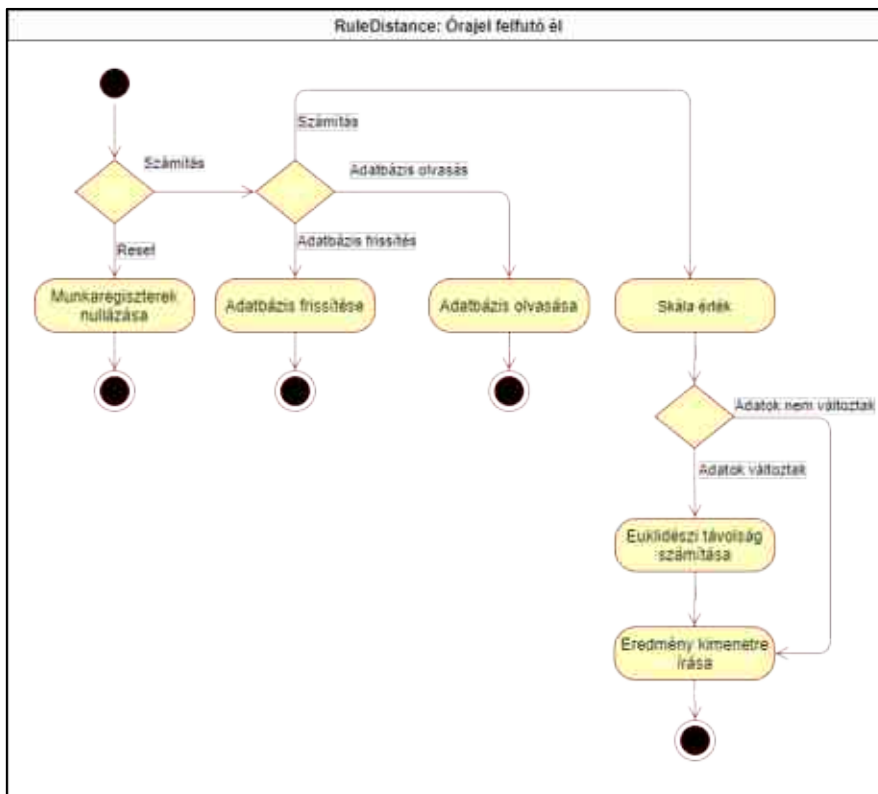 RuleDistance: Órajel felfutó él
Számítás
Számítás
Adatbázis olvasás
Adatbázis frissítés
Reset
Munkaregiszterek
nullázása
Adatbázis frissítése
Adatbázis olvasása
Skála érték
Adatok nem változtak
Adatok változtak
Euklideszi távolság
számítása
Eredmény kimenetre
írása